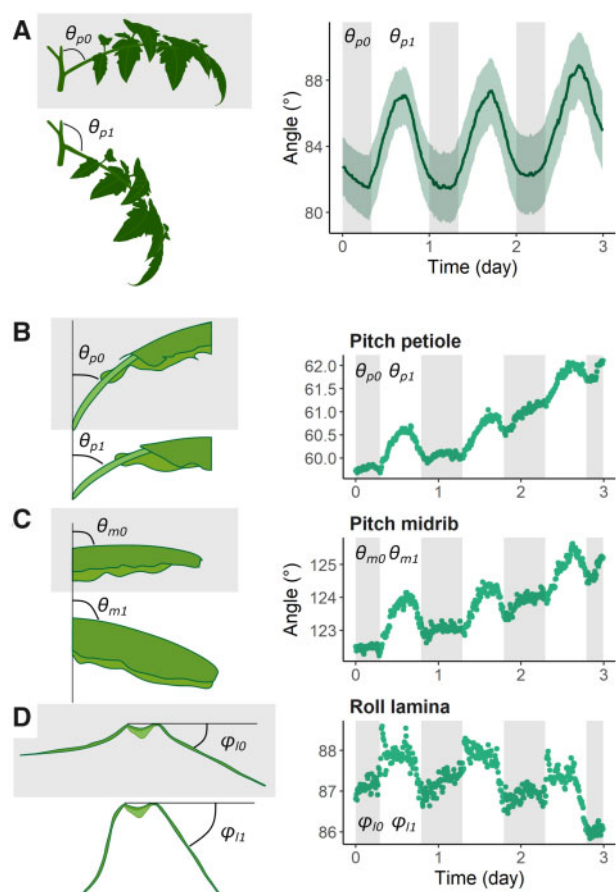 A
θp0
θp1
Angle (°)
88
84
80
θp0 θp1
0 1 2 3
Time (day)
B
θp0
θp1
Pitch petiole
62.0
61.5
61.0
60.5
60.0
θp0 θp1
0 1 2 3
C
θm0
θm1
Pitch midrib
Angle (°)
125
124
123
θm0 θm1
0 1 2 3
D
φl0
φl1
Roll lamina
88
87
86
φl0 φl1
0 1 2 3
Time (day)